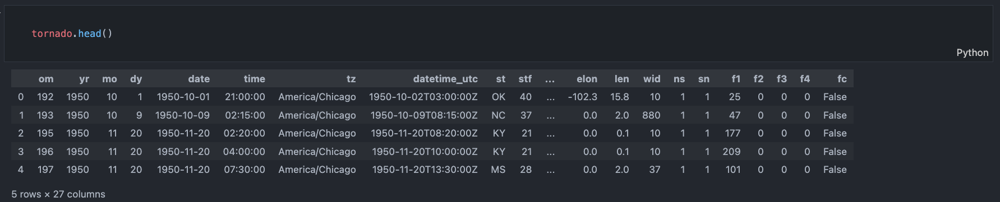 tornado.head()
Python
om yr mo dy date time tz datetime_utc st stf ... elon len wid ns sn f1 f2 f3 f4 fc
0 192 1950 10 1 1950-10-01 21:00:00 America/Chicago 1950-10-02T03:00:00Z OK 40 ... -102.3 15.8 10 1 1 25 0 0 0 False
1 193 1950 10 9 1950-10-09 02:15:00 America/Chicago 1950-10-09T08:15:00Z NC 37 ... 0.0 2.0 880 1 1 47 0 0 0 False
2 195 1950 11 20 1950-11-20 02:20:00 America/Chicago 1950-11-20T08:20:00Z KY 21 ... 0.0 0.1 10 1 1 177 0 0 0 False
3 196 1950 11 20 1950-11-20 04:00:00 America/Chicago 1950-11-20T10:00:00Z KY 21 ... 0.0 0.1 10 1 1 209 0 0 0 False
4 197 1950 11 20 1950-11-20 07:30:00 America/Chicago 1950-11-20T13:30:00Z MS 28 ... 0.0 2.0 37 1 1 101 0 0 0 False
5 rows × 27 columns